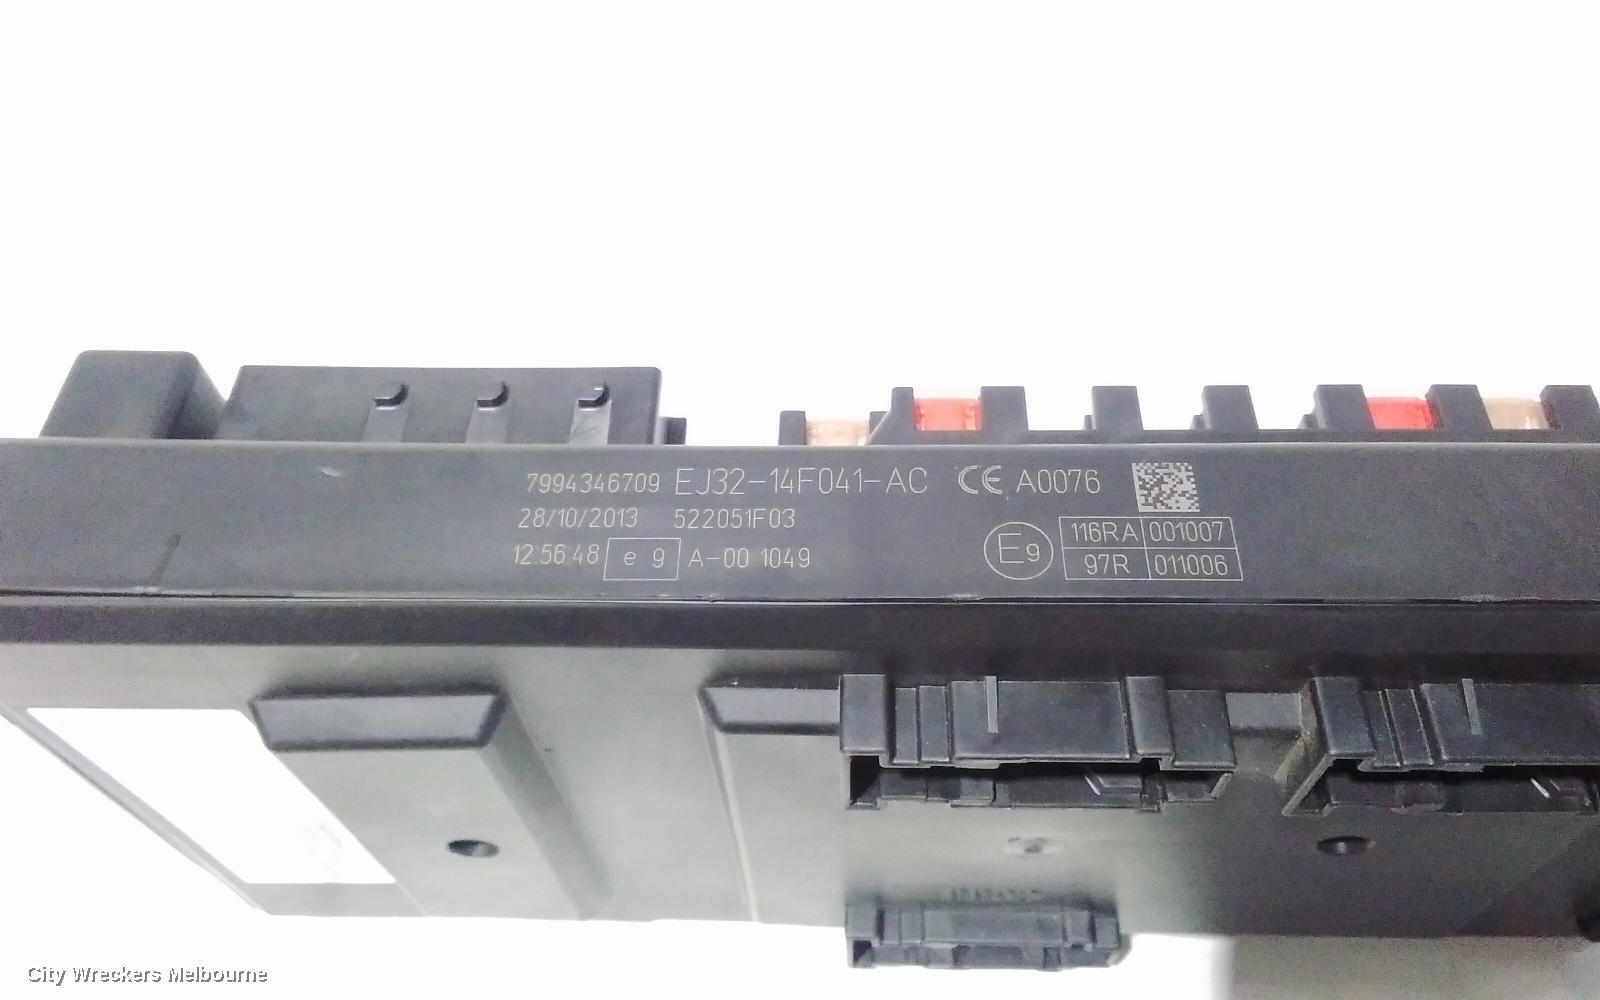 7994346709 EJ32-14F041-AC CE A0076
28/10/2013 522051F03
12:56:48 e 9 A-00 1049
E9 116RA 001007
97R 011006
City Wreckers Melbourne